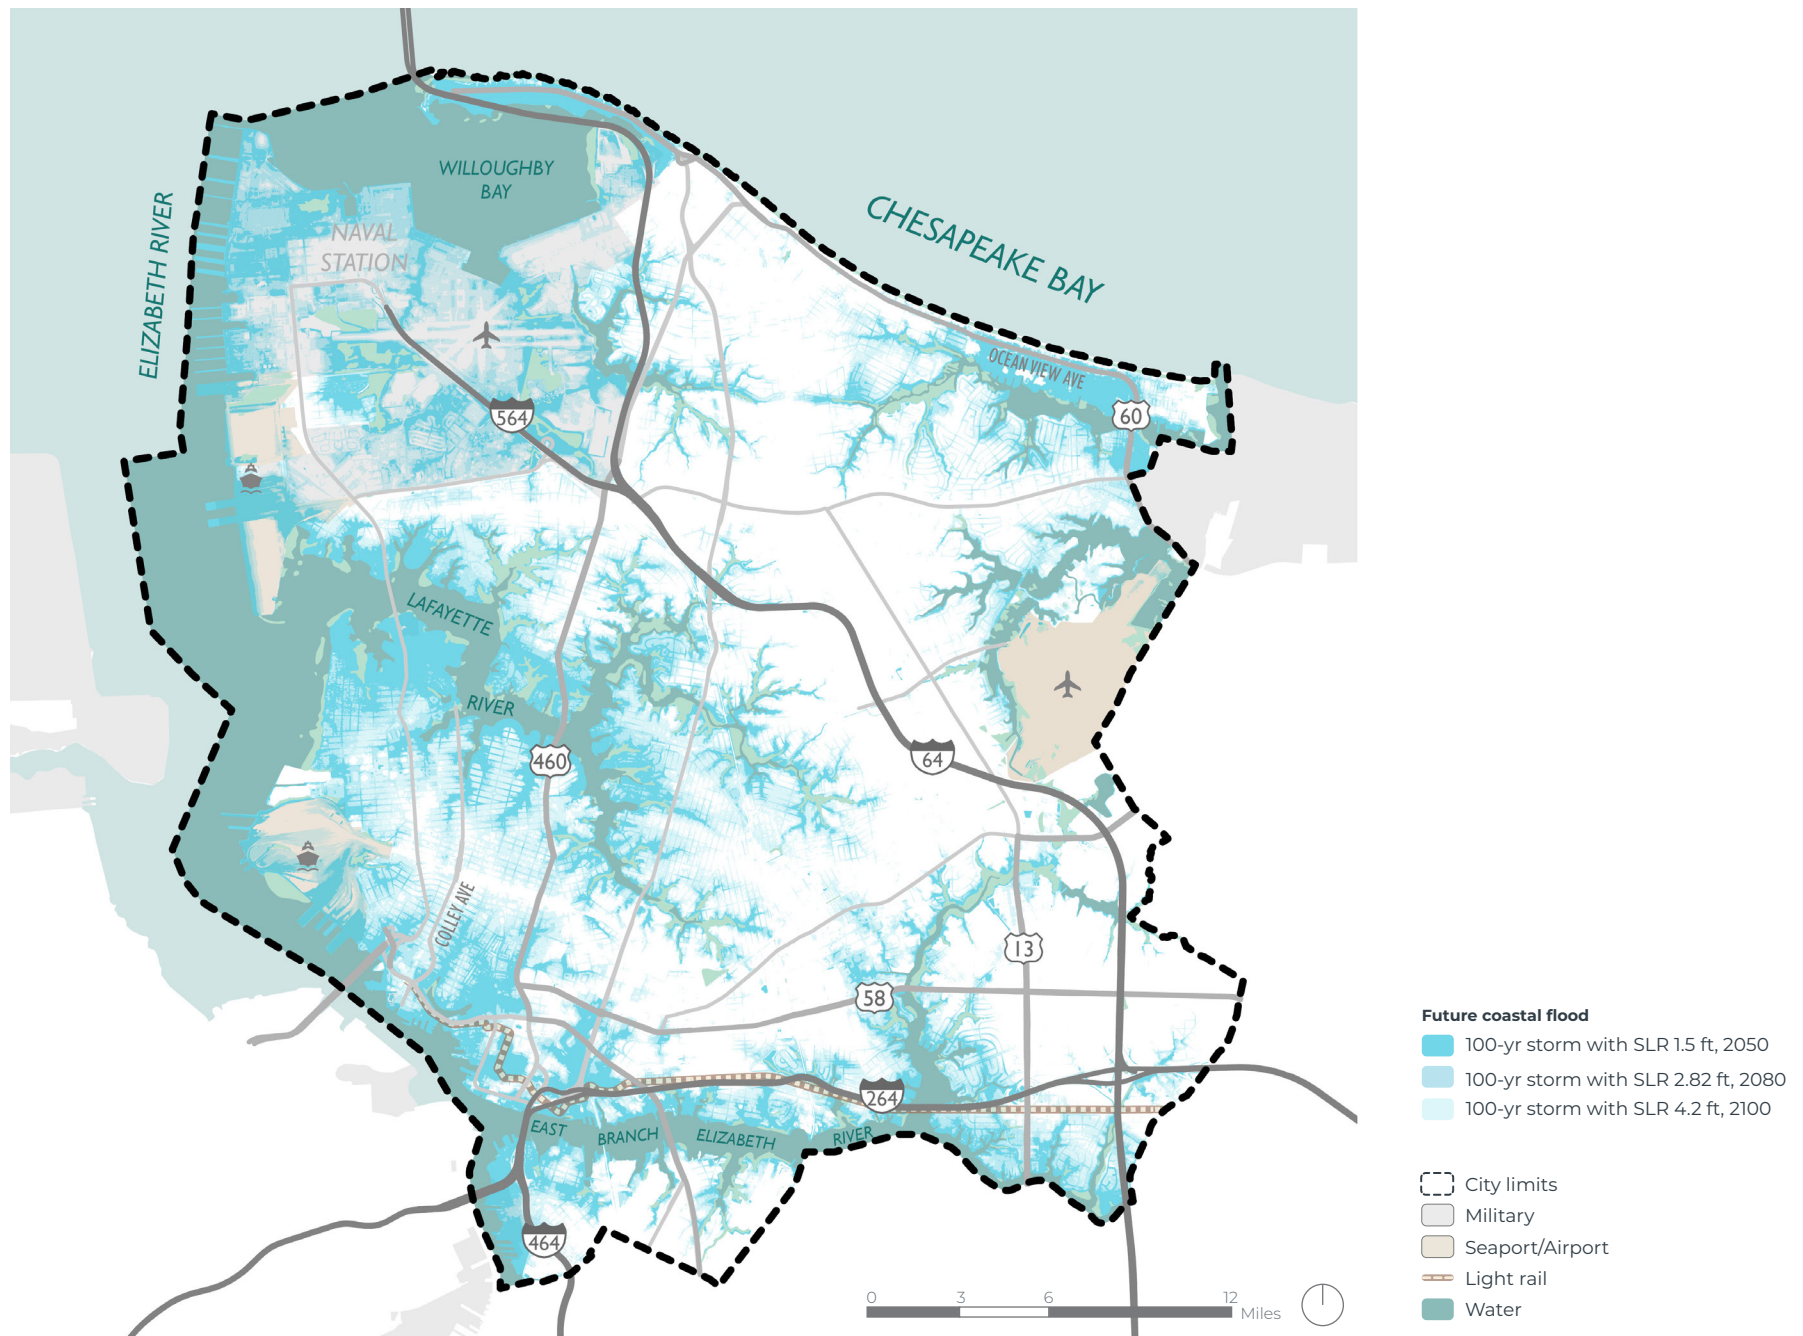 WILLOUGHBY
BAY
CHESAPEAKE BAY
ELIZABETH RIVER
NAVAL
STATION
OCEAN VIEW AVE
60
564
LAFAYETTE
RIVER
460
64
COLLEY AVE
13
58
264
EAST BRANCH ELIZABETH RIVER
464
0 3 6 12
Miles
Future coastal flood
100-yr storm with SLR 1.5 ft, 2050
100-yr storm with SLR 2.82 ft, 2080
100-yr storm with SLR 4.2 ft, 2100
City limits
Military
Seaport/Airport
Light rail
Water